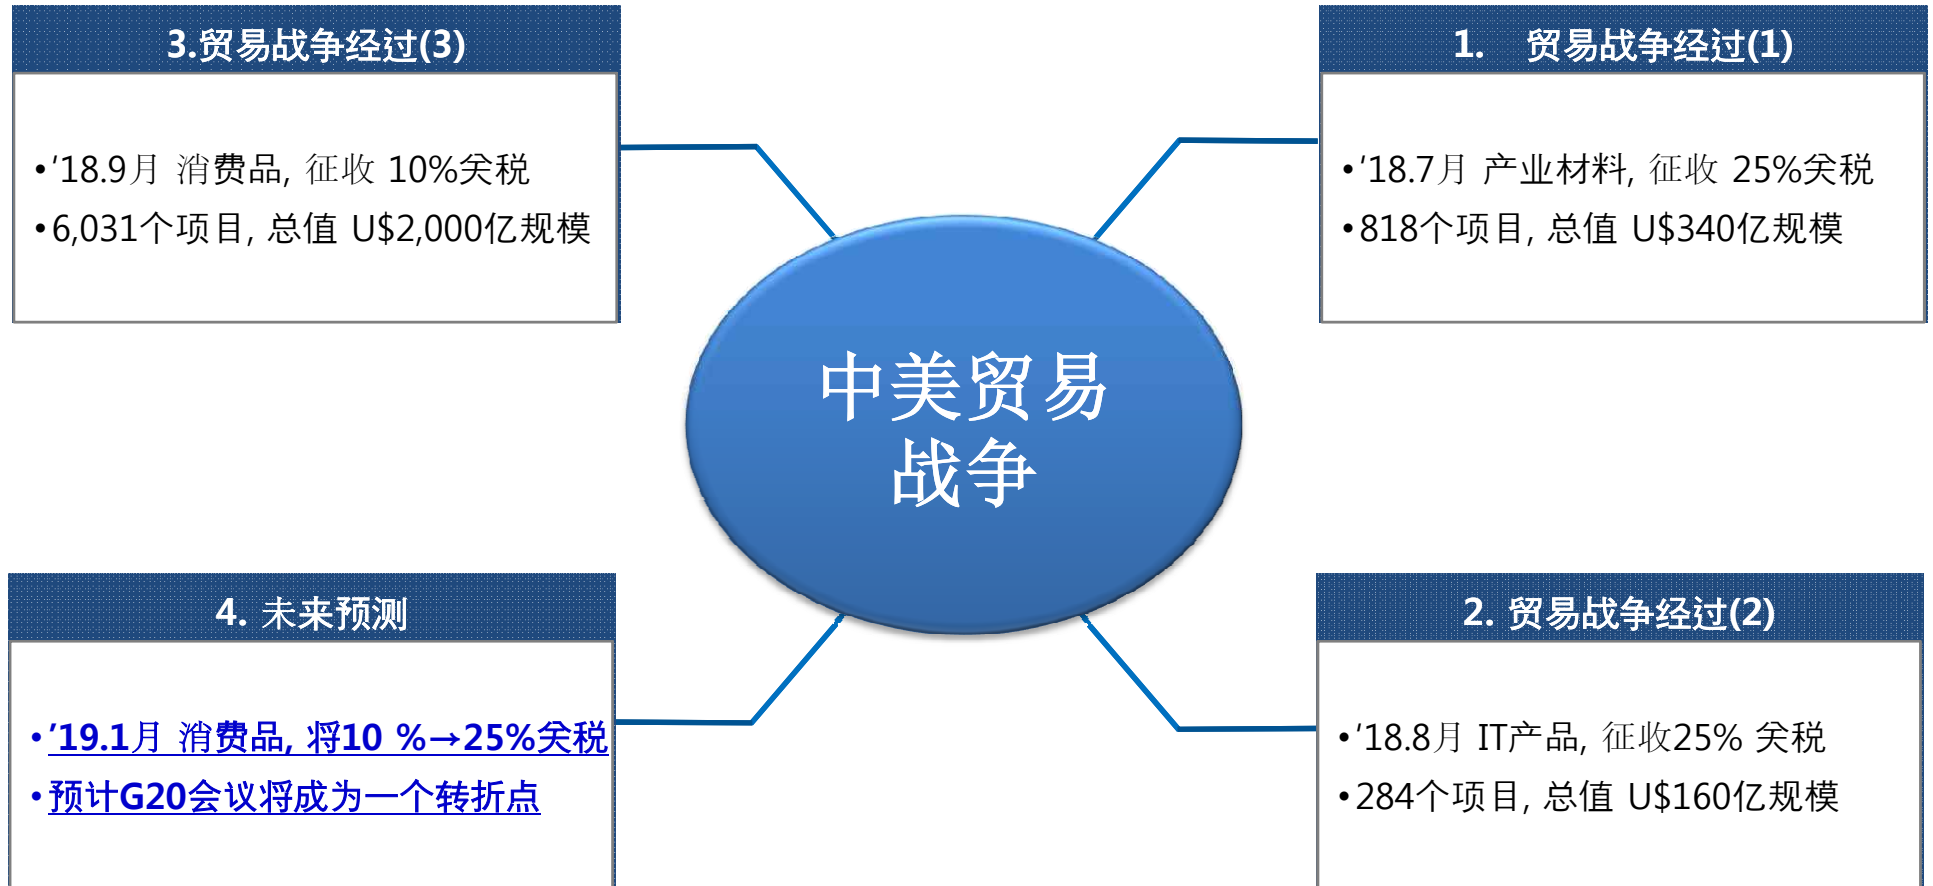 3.贸易战争经过(3)
•‘18.9月 消费品, 征收 10%关税
•6,031个项目, 总值 U$2,000亿规模
1. 贸易战争经过(1)
•‘18.7月 产业材料, 征收 25%关税
•818个项目, 总值 U$340亿规模
中美贸易
战争
4. 未来预测
•’19.1月 消费品, 将10 %→25%关税
•预计G20会议将成为一个转折点
2. 贸易战争经过(2)
•‘18.8月 IT产品, 征收25% 关税
•284个项目, 总值 U$160亿规模